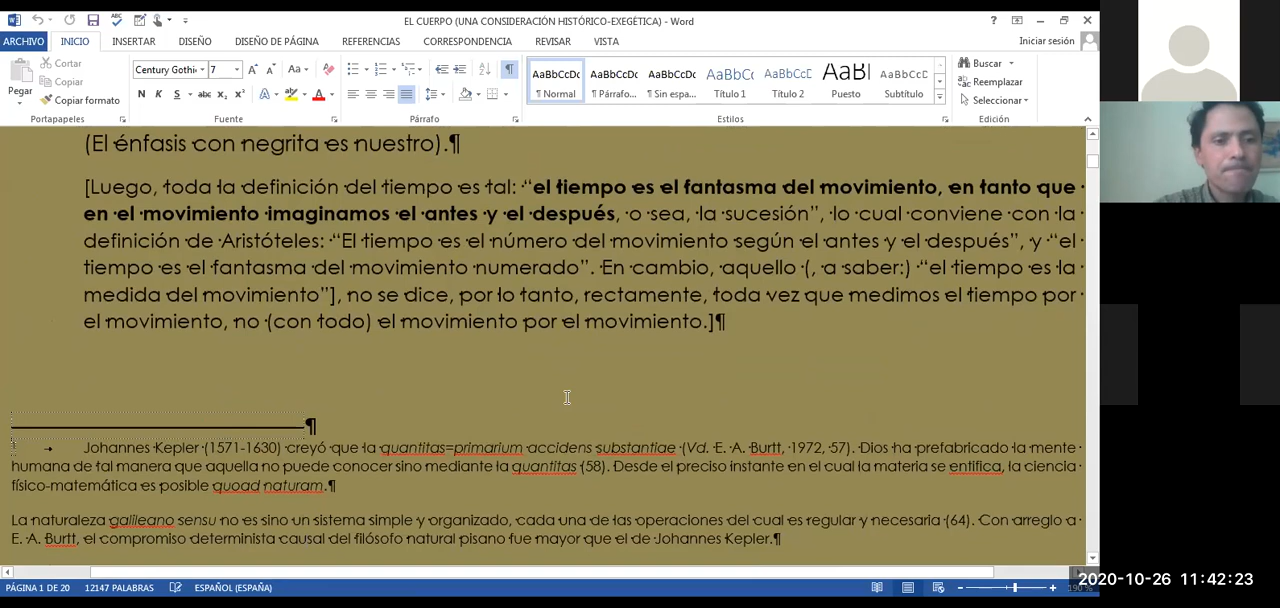 EL CUERPO (UNA CONSIDERACIÓN HISTÓRICO-EXEGÉTICA) - Word
ARCHIVO INICIO INSERTAR DISEÑO DISEÑO DE PÁGINA REFERENCIAS CORRESPONDENCIA REVISAR VISTA
Iniciar sesión
Pegar
Cortar
Copiar
Copiar formato
Century Gothi 7
N K S abc x₂ x²
AaBbCcDc AaBbCcDc AaBbCcDc AaBbCcD AaBbCcD AaBl AaBbCcD
¶ Normal ¶ Párrafo... ¶ Sin espa... Título 1 Título 2 Puesto Subtítulo
Buscar
Reemplazar
Seleccionar
Portapapeles Fuente Párrafo Estilos Edición
(El énfasis con negrita es nuestro).¶
[Luego, toda la definición del tiempo es tal: “el tiempo es el fantasma del movimiento, en tanto que
en el movimiento imaginamos el antes y el después, o sea, la sucesión”, lo cual conviene con la
definición de Aristóteles: “El tiempo es el número del movimiento según el antes y el después”, y “el
tiempo es el fantasma del movimiento numerado”. En cambio, aquello (, a saber:) “el tiempo es la
medida del movimiento”], no se dice, por lo tanto, rectamente, toda vez que medimos el tiempo por
el movimiento, no (con todo) el movimiento por el movimiento.]¶
¶
Johannes Kepler (1571-1630) creyó que la quantitas=primarium accidens substantiae (Vd. E. A. Burtt, 1972, 57). Dios ha prefabricado la mente
humana de tal manera que aquella no puede conocer sino mediante la quantitas (58). Desde el preciso instante en el cual la materia se entifica, la ciencia
físico-matemática es posible quoad naturam.¶
La naturaleza galileano sensu no es sino un sistema simple y organizado, cada una de las operaciones del cual es regular y necesaria (64). Con arreglo a
E. A. Burtt, el compromiso determinista causal del filósofo natural pisano fue mayor que el de Johannes Kepler.¶
PÁGINA 1 DE 20 12147 PALABRAS ESPAÑOL (ESPAÑA) 190 %
2020-10-26 11:42:23